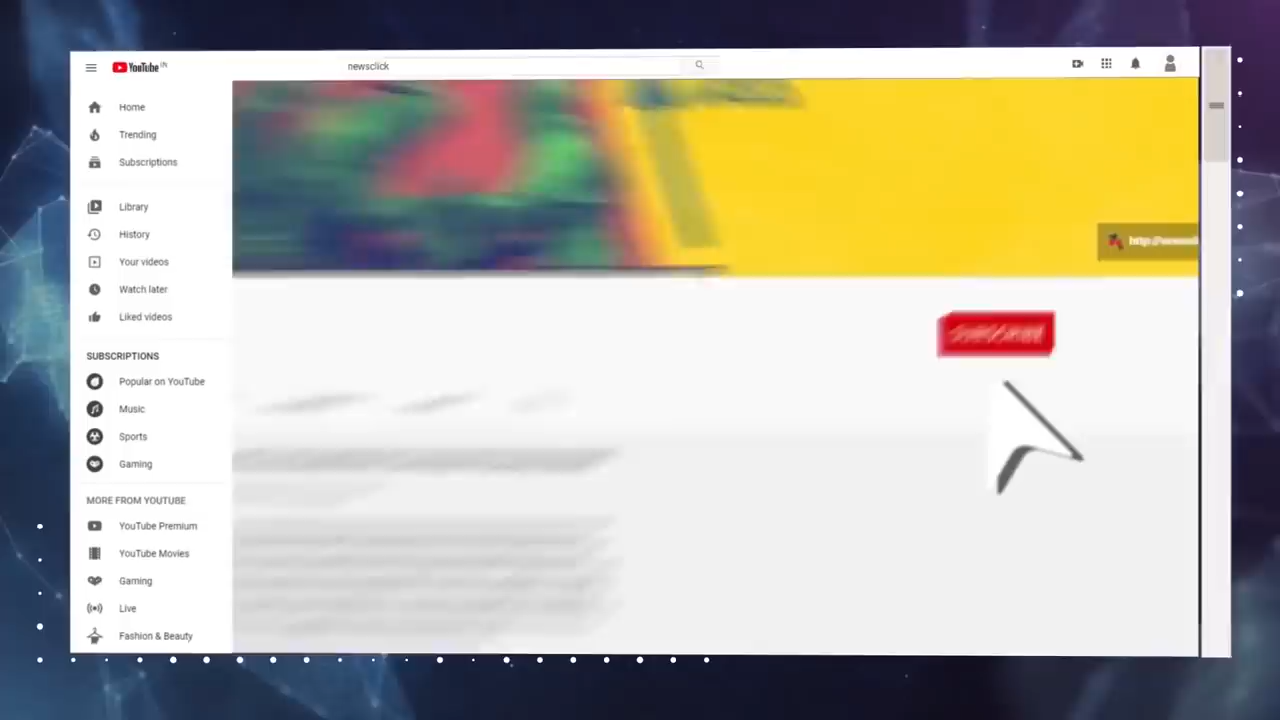 YouTube IN
newsclick
Home
Trending
Subscriptions
Library
History
Your videos
Watch later
Liked videos
SUBSCRIPTIONS
Popular on YouTube
Music
Sports
Gaming
MORE FROM YOUTUBE
YouTube Premium
YouTube Movies
Gaming
Live
Fashion & Beauty
SUBSCRIBE